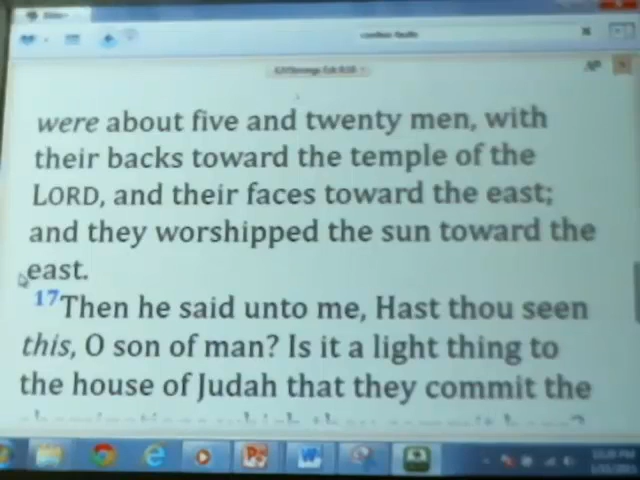 were about five and twenty men, with
their backs toward the temple of the
LORD, and their faces toward the east;
and they worshipped the sun toward the
east.
17Then he said unto me, Hast thou seen
this, O son of man? Is it a light thing to
the house of Judah that they commit the